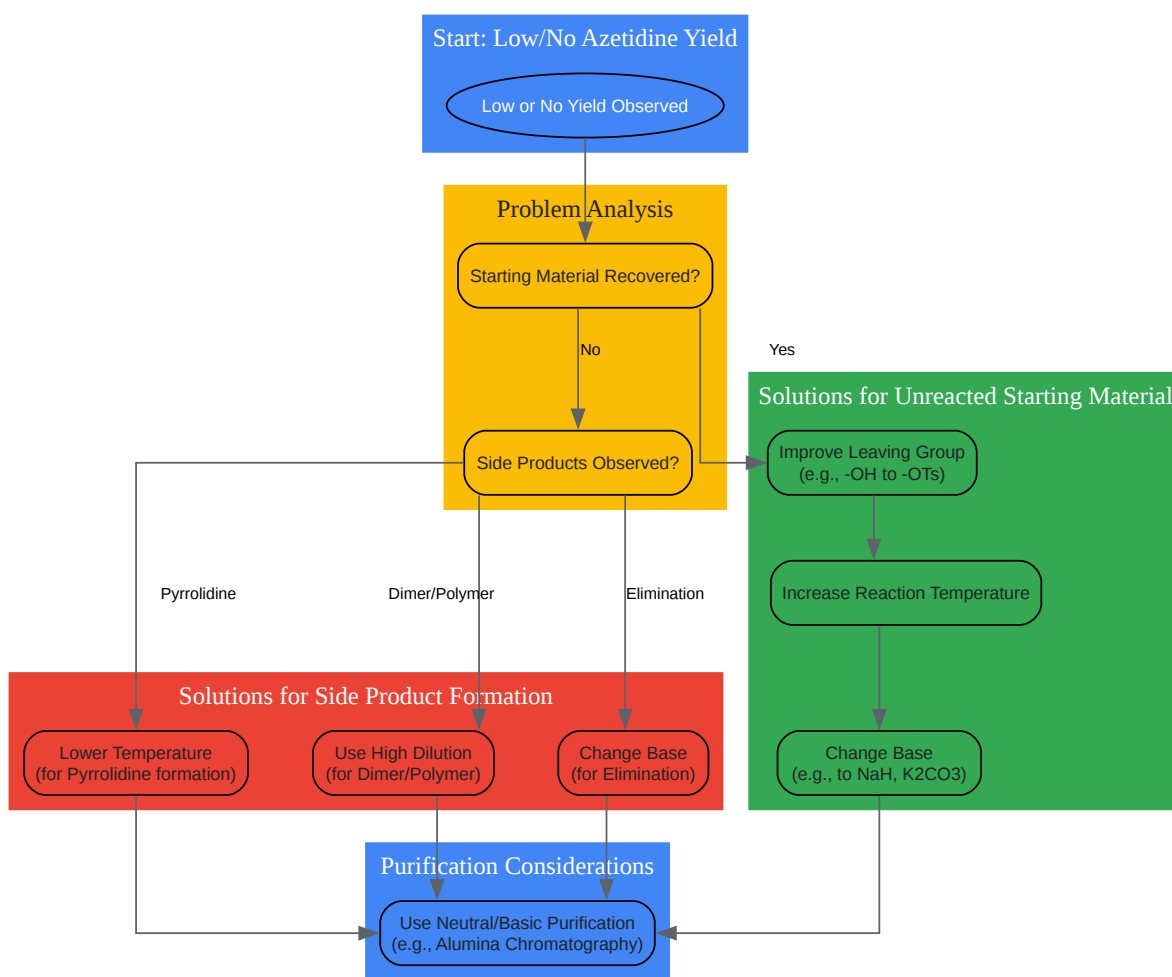 Start: Low/No Azetidine Yield
Low or No Yield Observed
Problem Analysis
Starting Material Recovered?
No
Yes
Solutions for Unreacted Starting Material
Side Products Observed?
Improve Leaving Group
(e.g., -OH to -OTs)
Pyrrolidine
Dimer/Polymer
Elimination
Increase Reaction Temperature
Solutions for Side Product Formation
Lower Temperature
(for Pyrrolidine formation)
Use High Dilution
(for Dimer/Polymer)
Change Base
(for Elimination)
Change Base
(e.g., to NaH, K2CO3)
Purification Considerations
Use Neutral/Basic Purification
(e.g., Alumina Chromatography)